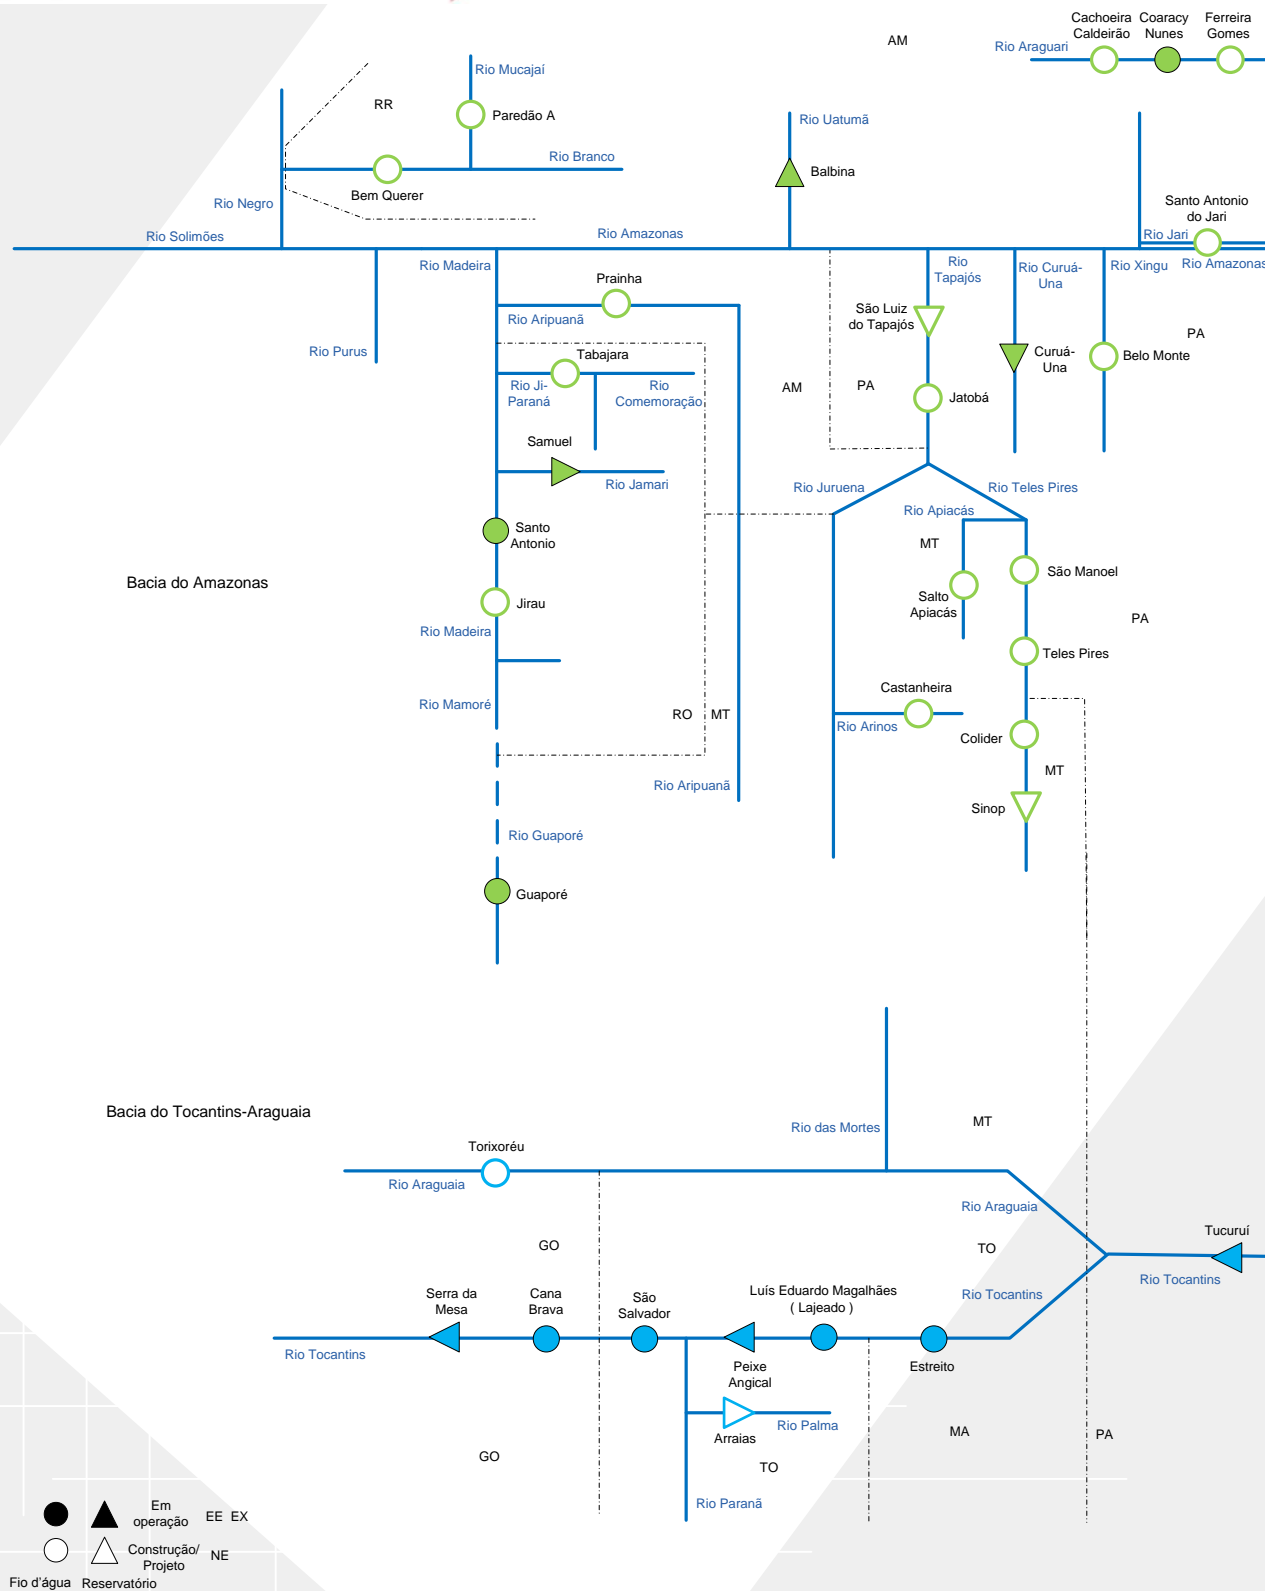 Cachoeira
Caldeirão
Coaracy
Nunes
Ferreira
Gomes
AM
Rio Araguari
Rio Mucajaí
RR
Paredão A
Rio Uatumã
Rio Branco
Balbina
Bem Querer
Rio Negro
Santo Antonio
do Jari
Rio Solimões
Rio Amazonas
Rio Jari
Rio Madeira
Rio
Tapajós
Rio Curuá-
Una
Rio Xingu
Rio Amazonas
Prainha
Rio Aripuanã
São Luiz
do Tapajós
PA
Rio Purus
Tabajara
Curuá-
Una
Belo Monte
Rio Ji-
Paraná
Rio
Comemoração
AM
PA
Jatobá
Samuel
Rio Jamari
Rio Juruena
Rio Teles Pires
Rio Apiacás
Santo
Antonio
MT
São Manoel
Bacia do Amazonas
Jirau
Salto
Apiacás
PA
Rio Madeira
Teles Pires
Castanheira
Rio Mamoré
RO
MT
Rio Arinos
Colider
MT
Rio Aripuanã
Sinop
Rio Guaporé
Guaporé
Bacia do Tocantins-Araguaia
Rio das Mortes
MT
Torixoréu
Rio Araguaia
Rio Araguaia
Tucuruí
GO
TO
Rio Tocantins
Serra da
Mesa
Cana
Brava
São
Salvador
Luís Eduardo Magalhães
( Lajeado )
Rio Tocantins
Rio Tocantins
Peixe
Angical
Estreito
Rio Palma
Arraias
MA
PA
GO
TO
Rio Paranã
Em
operação
EE EX
Construção/
Projeto
NE
Fio d'água
Reservatório